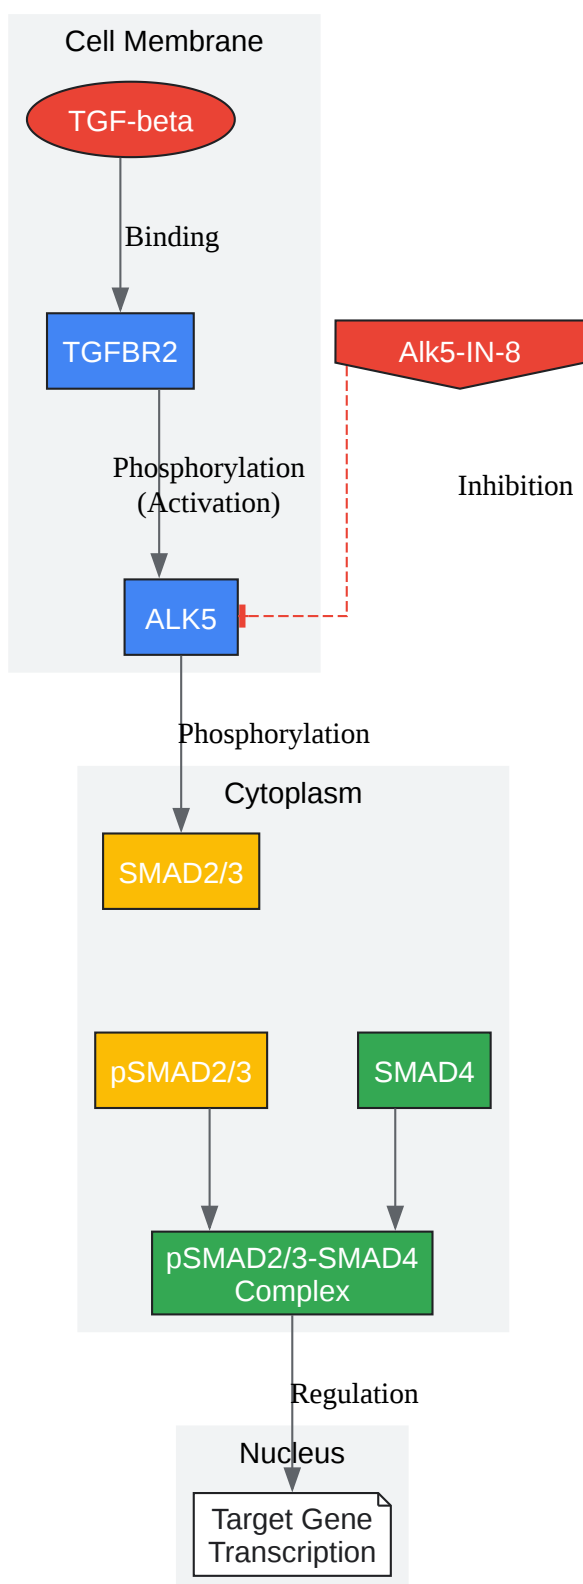 Cell Membrane
TGF-beta
Binding
TGFBR2
Alk5-IN-8
Phosphorylation
(Activation)
Inhibition
ALK5
Phosphorylation
Cytoplasm
SMAD2/3
pSMAD2/3
SMAD4
pSMAD2/3-SMAD4
Complex
Regulation
Nucleus
Target Gene
Transcription